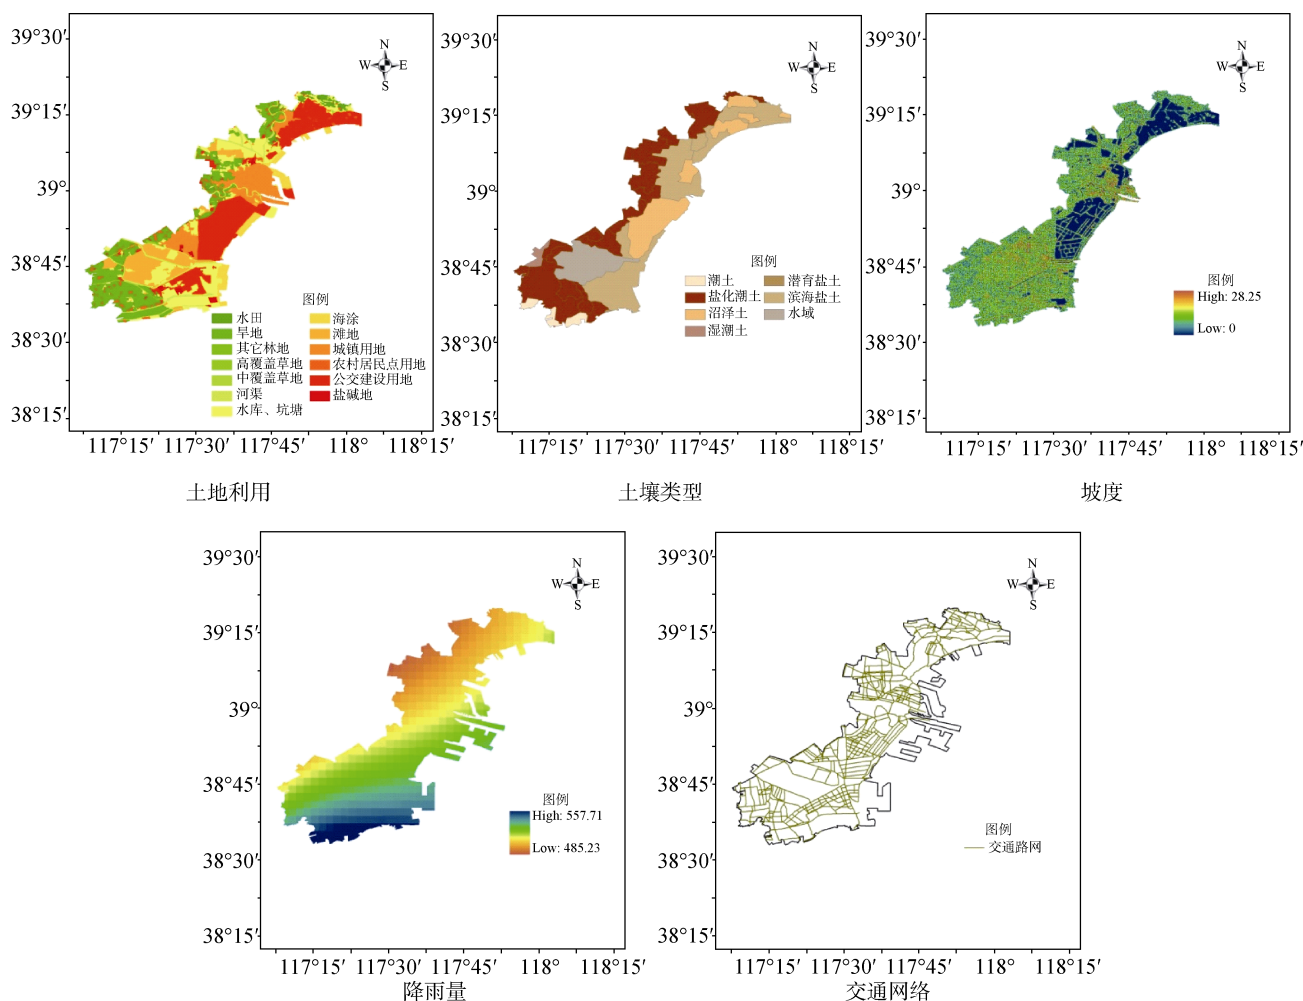 39°30′
39°15′
39°
38°45′
38°30′
38°15′
117°15′ 117°30′ 117°45′ 118° 118°15′
N
W E
S
图例
水田
旱地
其它林地
高覆盖草地
中覆盖草地
河渠
水库、坑塘
海涂
滩地
城镇用地
农村居民点用地
公交建设用地
盐碱地
土地利用
39°30′
39°15′
39°
38°45′
38°30′
38°15′
117°15′ 117°30′ 117°45′ 118° 118°15′
N
W E
S
图例
潮土
盐化潮土
沼泽土
湿潮土
潜育盐土
滨海盐土
水域
土壤类型
39°30′
39°15′
39°
38°45′
38°30′
38°15′
117°15′ 117°30′ 117°45′ 118° 118°15′
N
W E
S
图例
High: 28.25
Low: 0
坡度
39°30′
39°15′
39°
38°45′
38°30′
38°15′
117°15′ 117°30′ 117°45′ 118° 118°15′
N
W E
S
图例
High: 557.71
Low: 485.23
降雨量
39°30′
39°15′
39°
38°45′
38°30′
38°15′
117°15′ 117°30′ 117°45′ 118° 118°15′
N
W E
S
图例
交通路网
交通网络